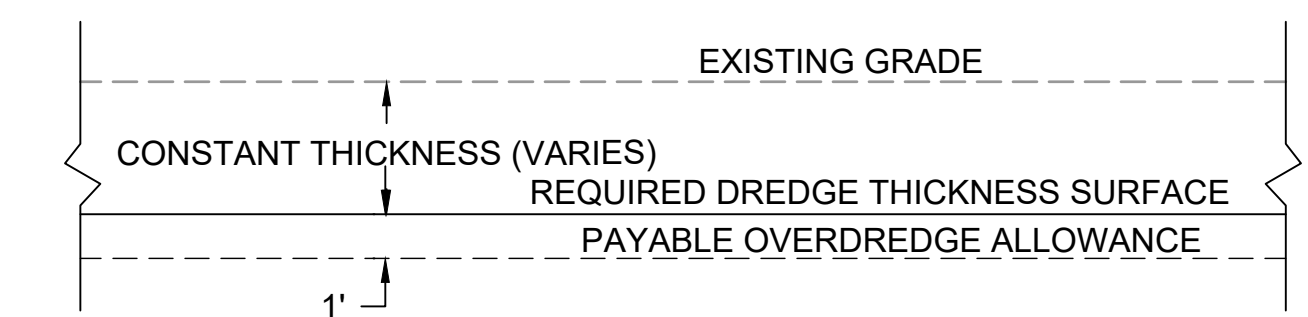 EXISTING GRADE
CONSTANT THICKNESS (VARIES)
REQUIRED DREDGE THICKNESS SURFACE
PAYABLE OVERDREDGE ALLOWANCE
1'